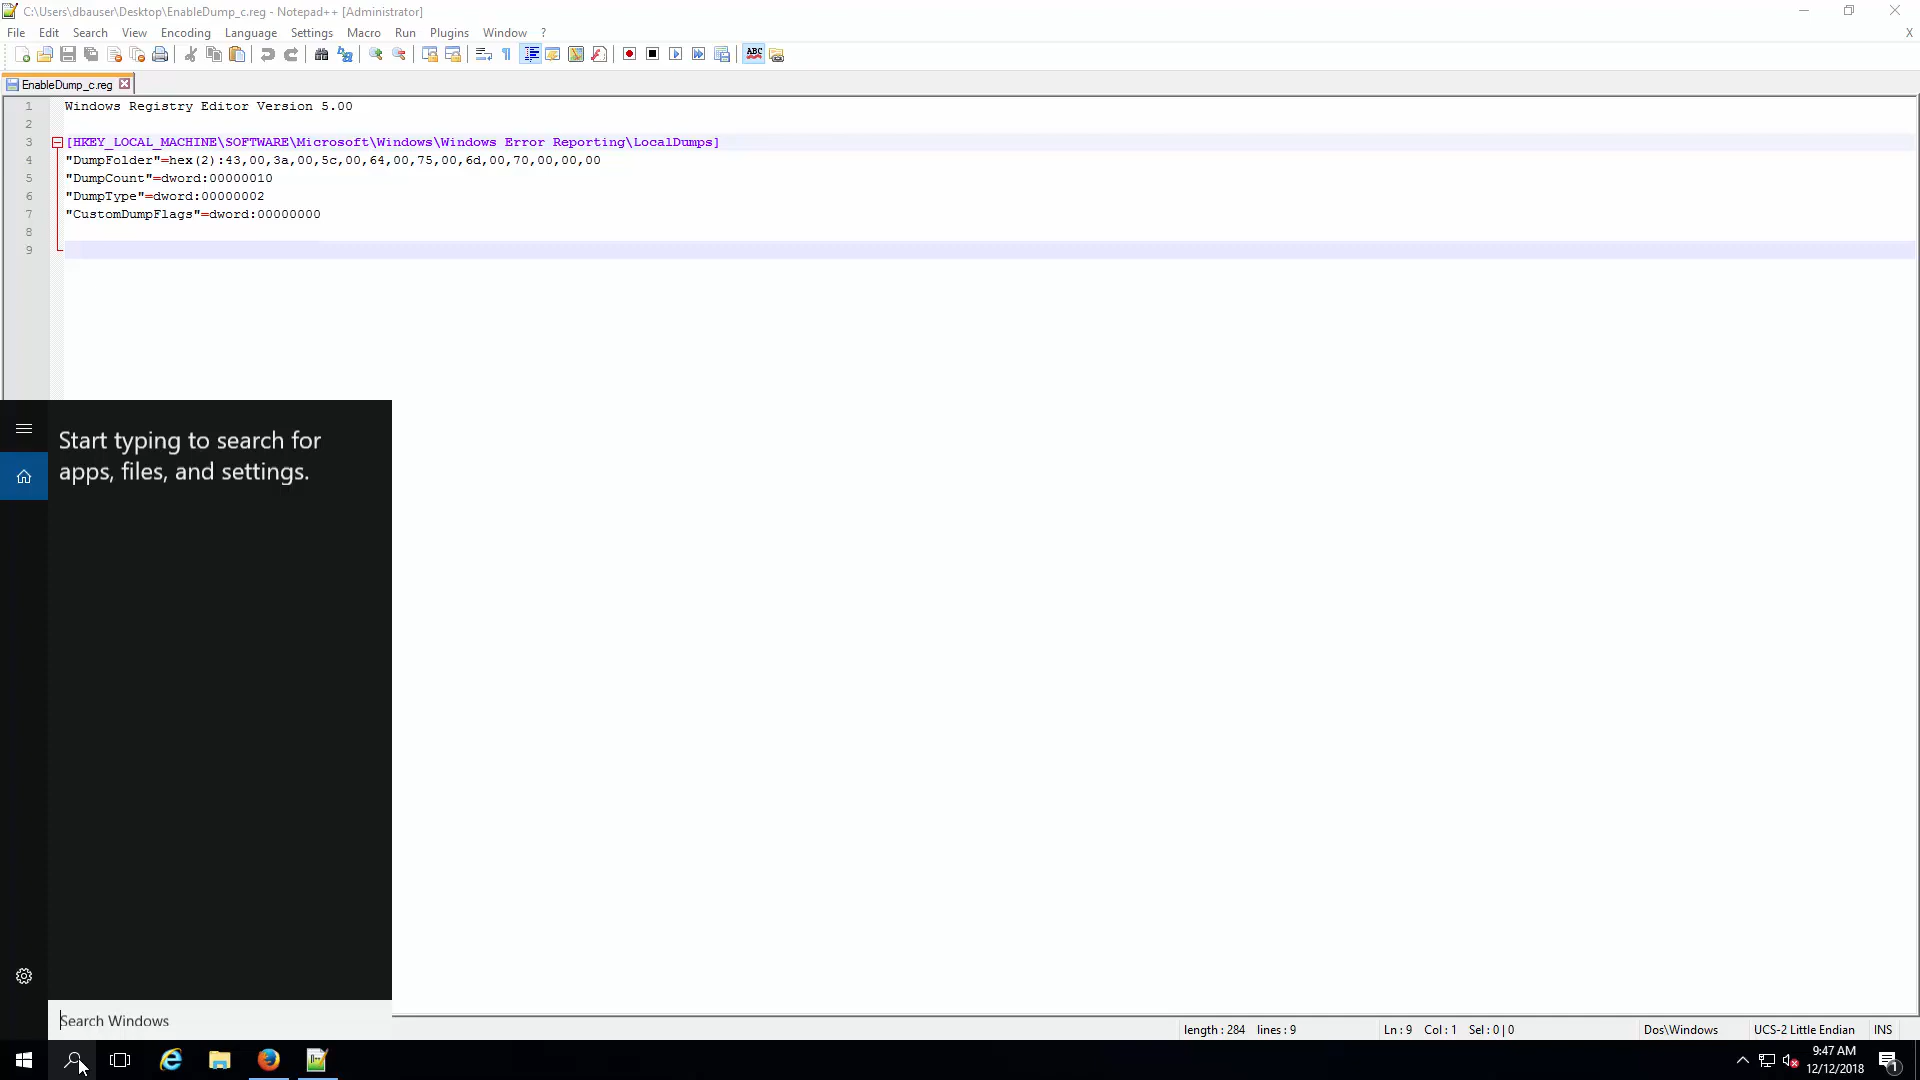 C:\Users\dbauser\Desktop\EnableDump_c.reg - Notepad++ [Administrator]
File Edit Search View Encoding Language Settings Macro Run Plugins Window ? X
ABC
EnableDump_c.reg
1 Windows Registry Editor Version 5.00
2
3 [HKEY_LOCAL_MACHINE\SOFTWARE\Microsoft\Windows\Windows Error Reporting\LocalDumps]
4 "DumpFolder"=hex(2):43,00,3a,00,5c,00,64,00,75,00,6d,00,70,00,00,00
5 "DumpCount"=dword:00000010
6 "DumpType"=dword:00000002
7 "CustomDumpFlags"=dword:00000000
8
9
Start typing to search for
apps, files, and settings.
Search Windows
length : 284 lines : 9 Ln : 9 Col : 1 Sel : 0 | 0 Dos\Windows UCS-2 Little Endian INS
9:47 AM
12/12/2018
1